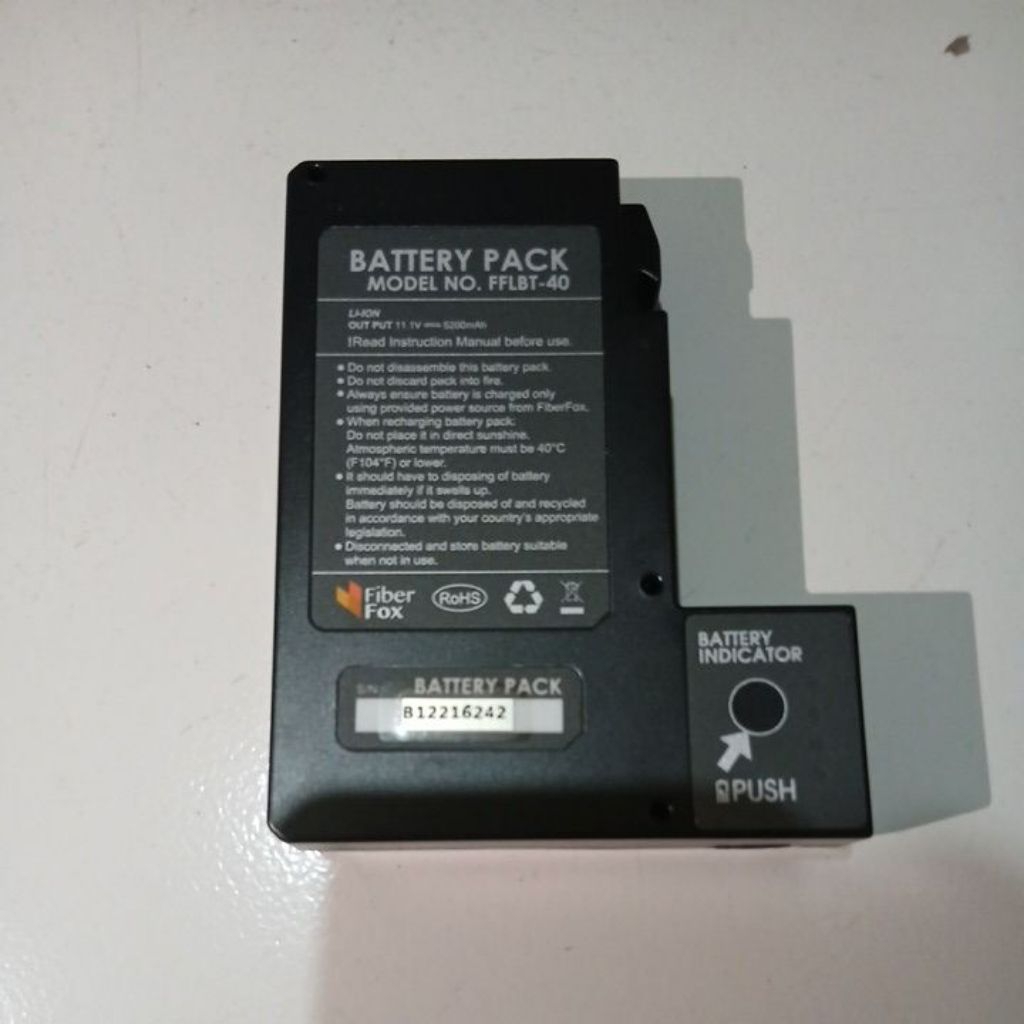 BATTERY PACK
MODEL NO. FFLBT-40
LI-ION
OUT PUT 11.1V 5200mAh
!Read Instruction Manual before use.
• Do not disassemble this battery pack.
• Do not discard pack into fire.
• Always ensure battery is charged only
using provided power source from FiberFox.
• When recharging battery pack:
Do not place it in direct sunshine.
Atmospheric temperature must be 40°C
(F104°F) or lower.
• It should have to disposing of battery
immediately if it swells up.
Battery should be disposed of and recycled
in accordance with your country's appropriate
legislation.
• Disconnected and store battery suitable
when not in use.
Fiber
Fox
RoHS
S/N
BATTERY PACK
B12216242
BATTERY
INDICATOR
PUSH